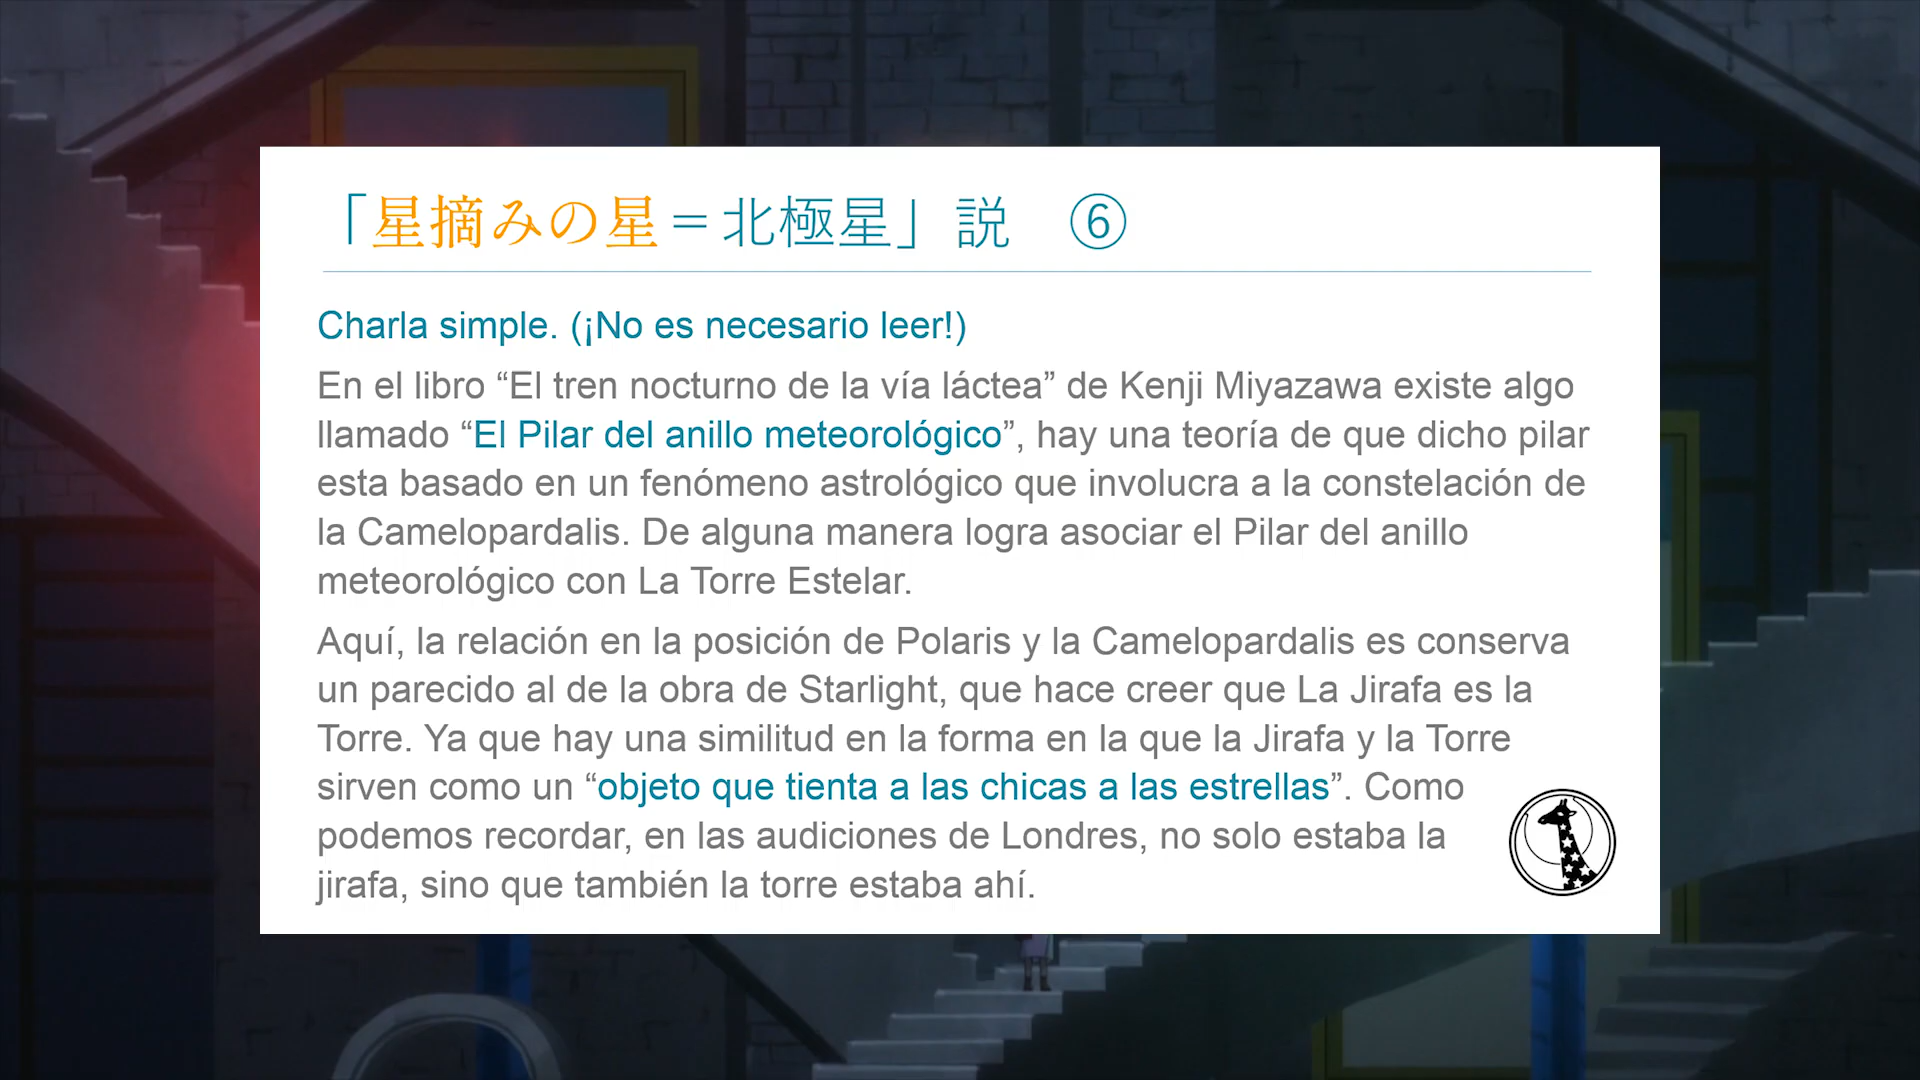 「星摘みの星＝北極星」説　⑥
Charla simple. (¡No es necesario leer!)
En el libro “El tren nocturno de la vía láctea” de Kenji Miyazawa existe algo
llamado “El Pilar del anillo meteorológico”, hay una teoría de que dicho pilar
esta basado en un fenómeno astrológico que involucra a la constelación de
la Camelopardalis. De alguna manera logra asociar el Pilar del anillo
meteorológico con La Torre Estelar.
Aquí, la relación en la posición de Polaris y la Camelopardalis es conserva
un parecido al de la obra de Starlight, que hace creer que La Jirafa es la
Torre. Ya que hay una similitud en la forma en la que la Jirafa y la Torre
sirven como un “objeto que tienta a las chicas a las estrellas”. Como
podemos recordar, en las audiciones de Londres, no solo estaba la
jirafa, sino que también la torre estaba ahí.